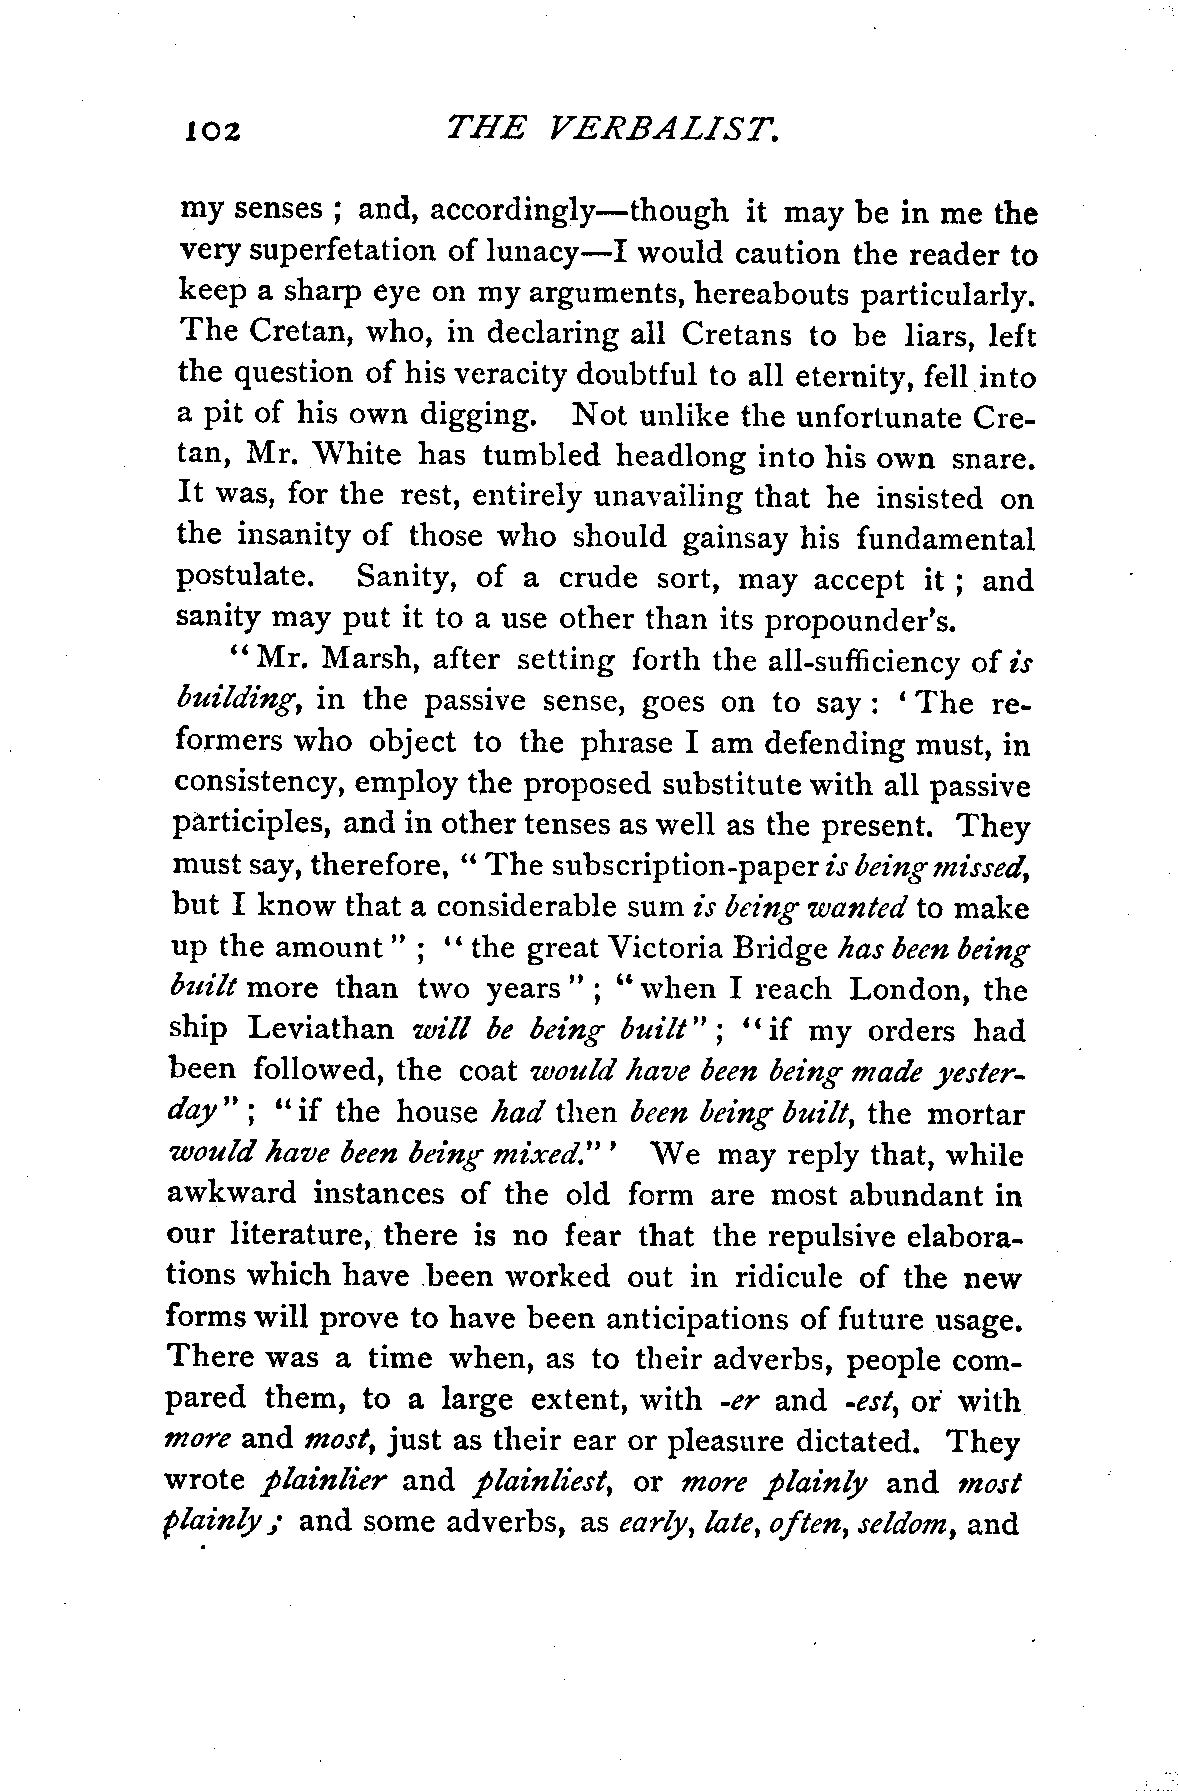 102 THE VERBALIST.
my senses ; and, accordingly—though it may be in me the
very superfetation of lunacy—I would caution the reader to
keep a sharp eye on my arguments, hereabouts particularly.
The Cretan, who, in declaring all Cretans to be liars, left
the question of his veracity doubtful to all eternity, fell into
a pit of his own digging. Not unlike the unfortunate Cre-
tan, Mr. White has tumbled headlong into his own snare.
It was, for the rest, entirely unavailing that he insisted on
the insanity of those who should gainsay his fundamental
postulate. Sanity, of a crude sort, may accept it ; and
sanity may put it to a use other than its propounder's.
“ Mr. Marsh, after setting forth the all-sufficiency of is
building, in the passive sense, goes on to say : ‘ The re-
formers who object to the phrase I am defending must, in
consistency, employ the proposed substitute with all passive
participles, and in other tenses as well as the present. They
must say, therefore, “ The subscription-paper is being missed,
but I know that a considerable sum is being wanted to make
up the amount ” ; “ the great Victoria Bridge has been being
built more than two years ” ; “ when I reach London, the
ship Leviathan will be being built” ; “ if my orders had
been followed, the coat would have been being made yester-
day” ; “ if the house had then been being built, the mortar
would have been being mixed.” ’ We may reply that, while
awkward instances of the old form are most abundant in
our literature, there is no fear that the repulsive elabora-
tions which have been worked out in ridicule of the new
forms will prove to have been anticipations of future usage.
There was a time when, as to their adverbs, people com-
pared them, to a large extent, with -er and -est, or with
more and most, just as their ear or pleasure dictated. They
wrote plainlier and plainliest, or more plainly and most
plainly ; and some adverbs, as early, late, often, seldom, and